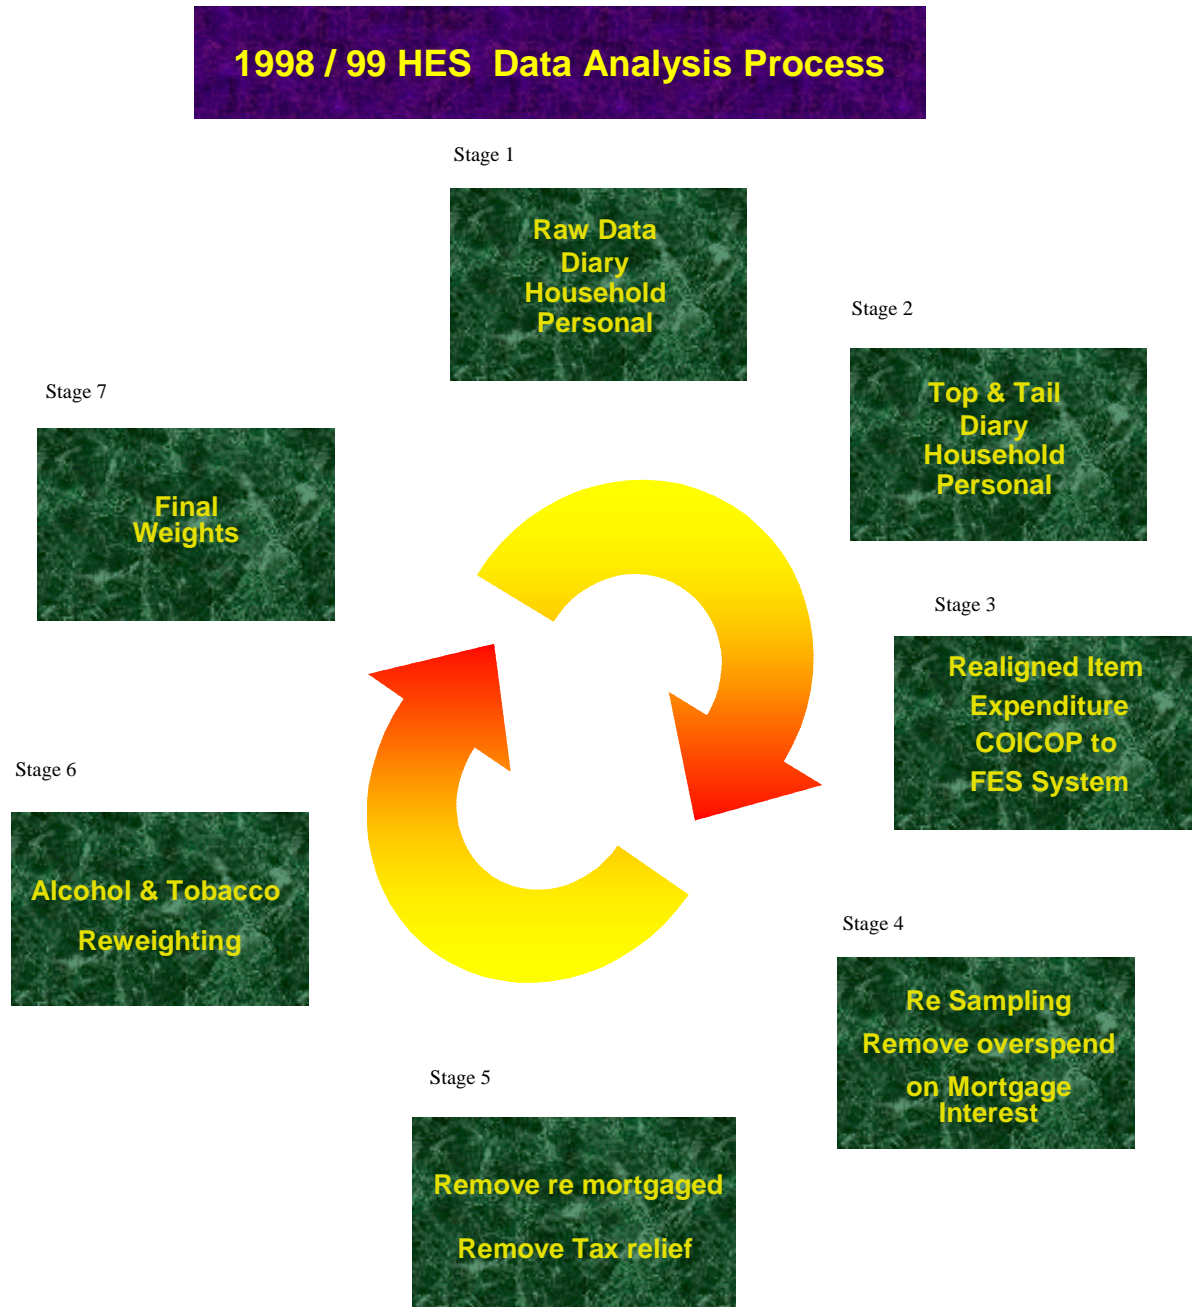 1998 / 99 HES  Data Analysis Process
Stage 1
Raw Data
Diary
Household
Personal
Stage 2
Top & Tail
Diary
Household
Personal
Stage 3
Realigned Item
Expenditure
COICOP to
FES System
Stage 4
Re Sampling
Remove overspend
on Mortgage
Interest
Stage 5
Remove re mortgaged
Remove Tax relief
Stage 6
Alcohol & Tobacco
Reweighting
Stage 7
Final
Weights